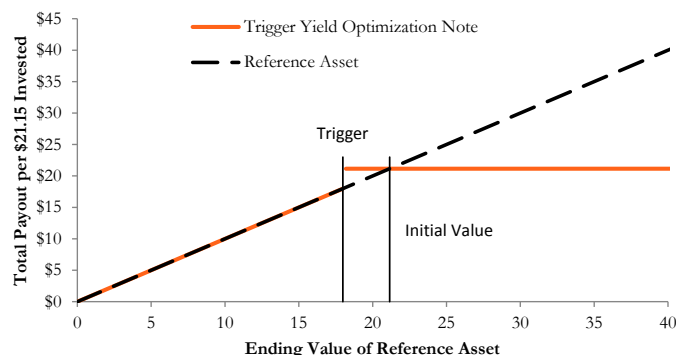 $45
$40
$35
$30
$25
$20
$15
$10
$5
$0
Total Payout per $21.15 Invested
Trigger Yield Optimization Note
Reference Asset
Trigger
Initial Value
0 5 10 15 20 25 30 35 40
Ending Value of Reference Asset